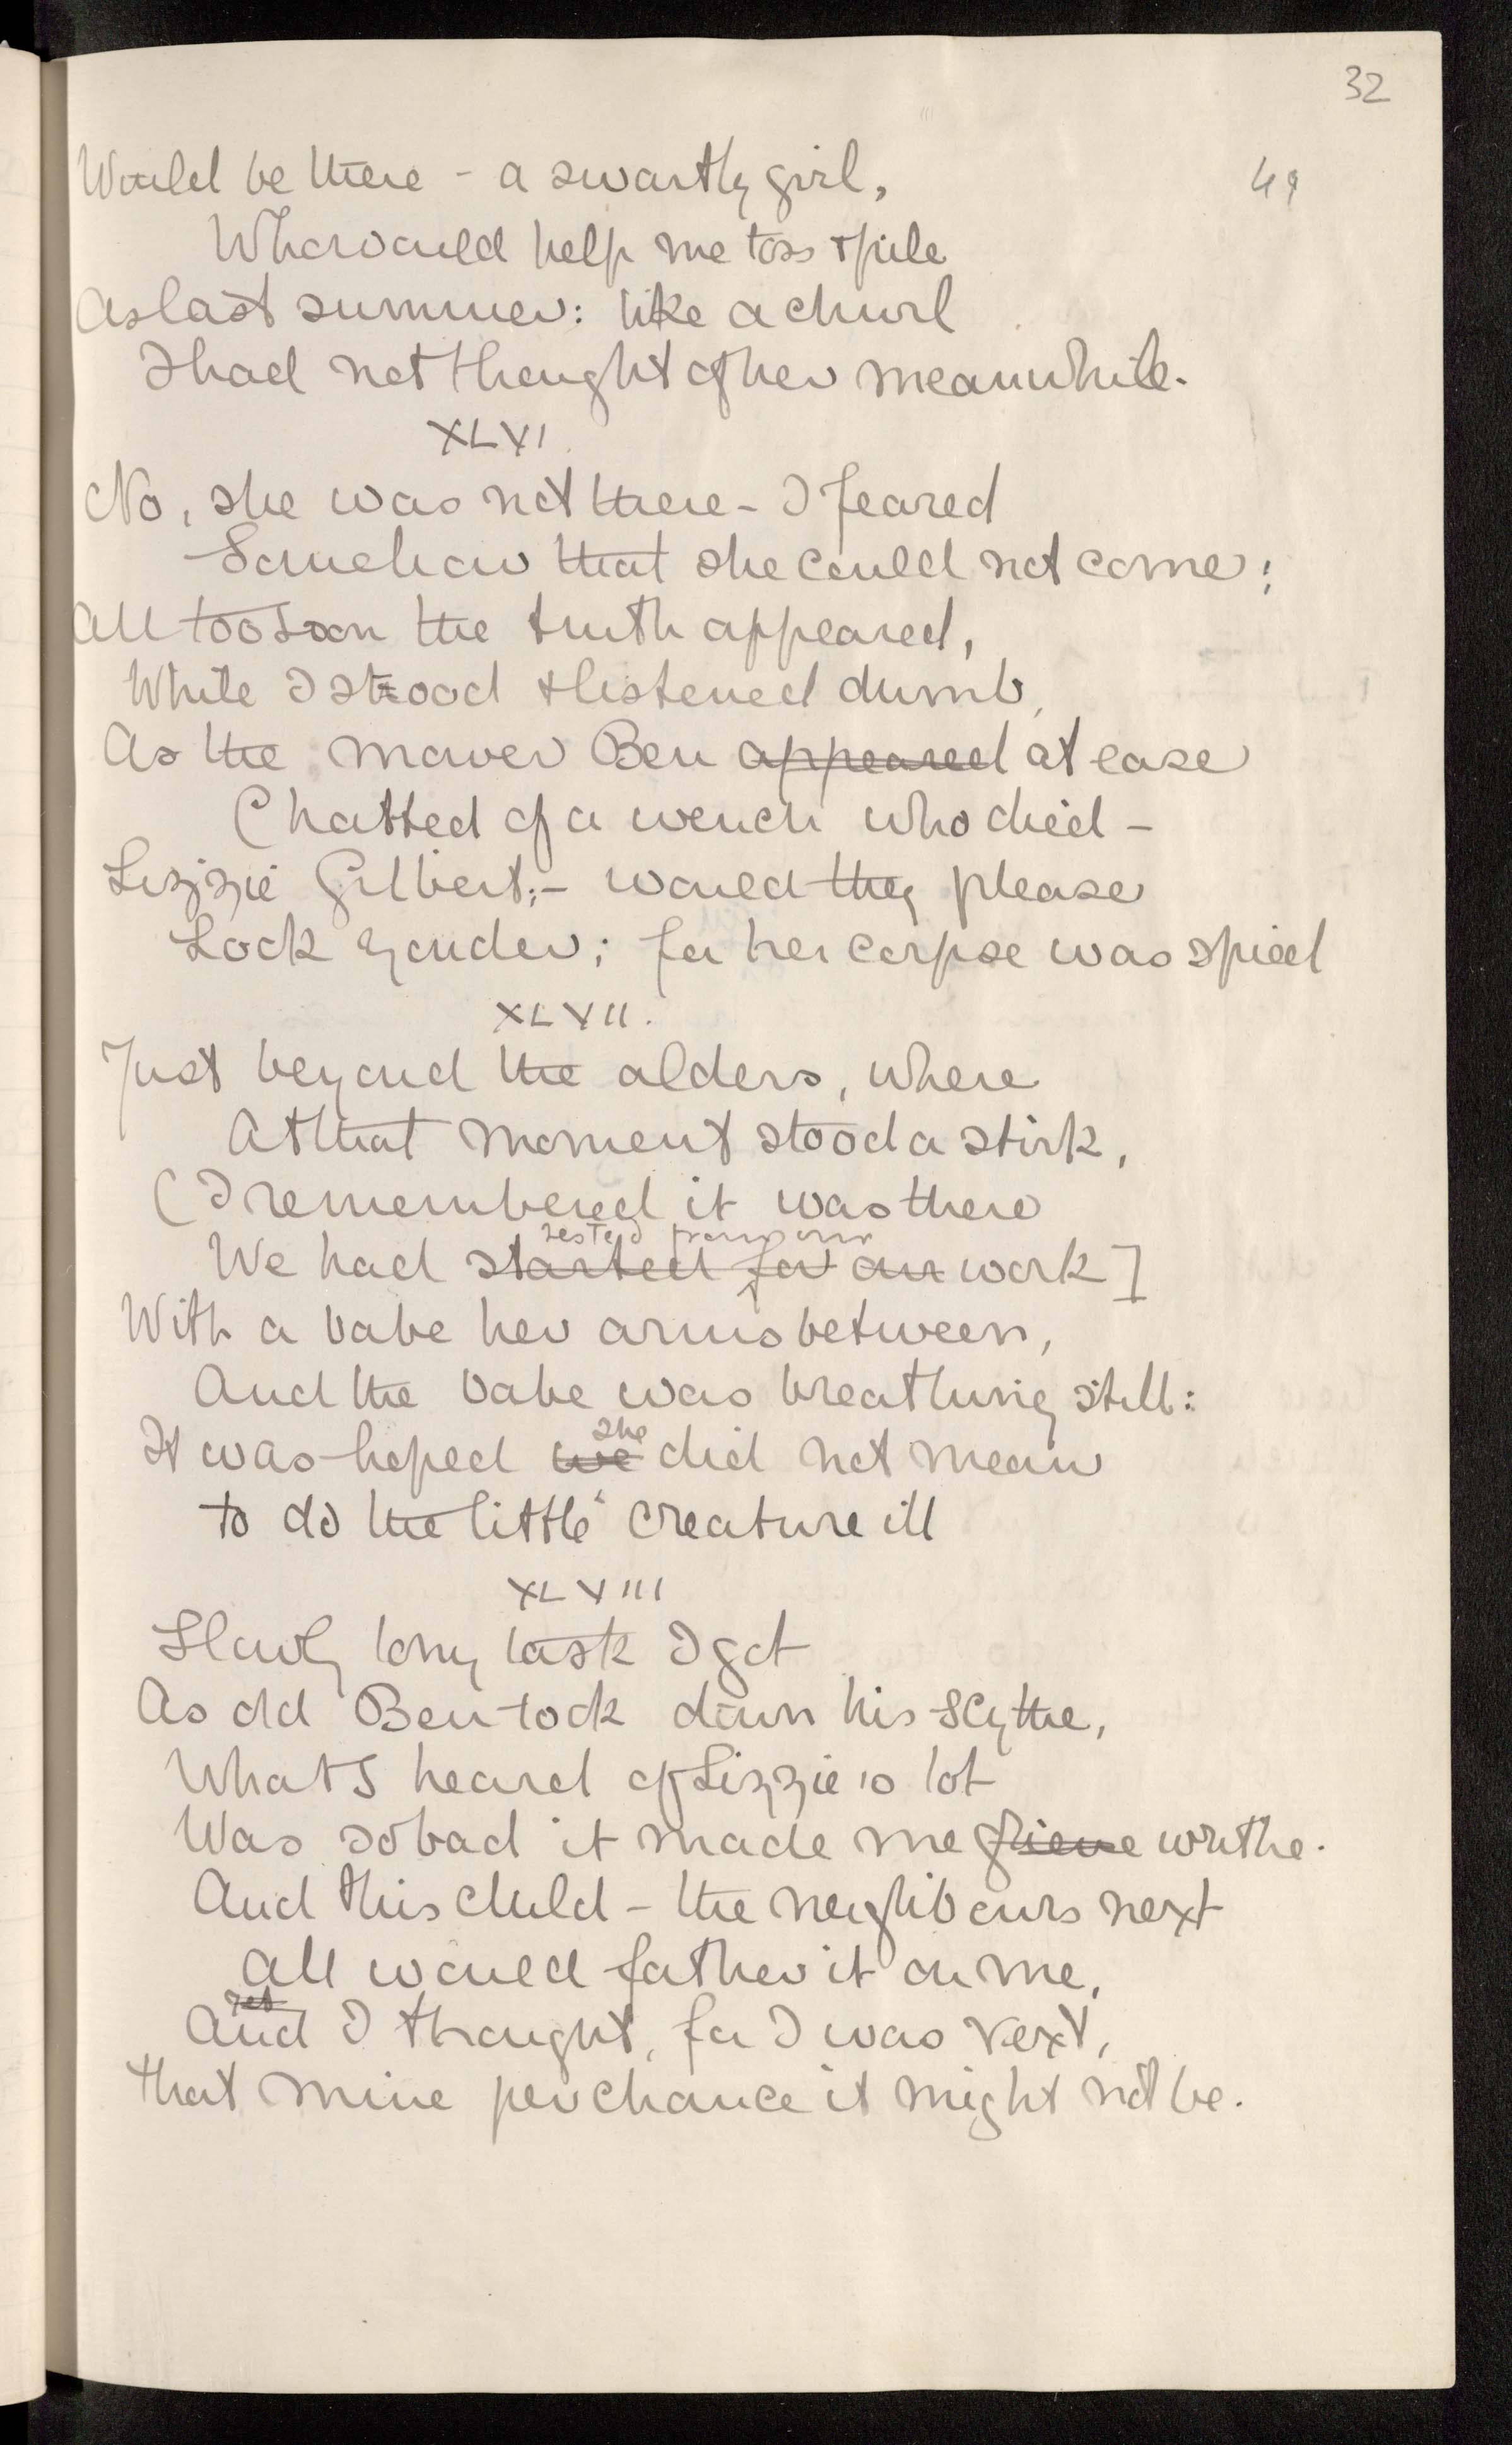 32
Would be there - a swarthy girl, 49
Who would help me toss & pile
As last summer: like a churl
I had not thought of her meanwhile.
XLVI.
No, she was not there - I feared
Somehow that she could not come;
All too soon the truth appeared,
While I stood & listened dumb,
As the mower Ben appeared at ease
Chatted of a wench who died -
Lizzie Gilbert; - would they please
Look yonder; for her corpse was spied
XLVII.
Just beyond the alders, where
At that moment stood a stirk,
(I remembered it was there
rested from our
We had started for our work]
With a babe her arms between,
And the babe was breathing still:
she
It was hoped we did not mean
to do the little creature ill
XLVIII
Slowly to my task I got
As old Ben took down his scythe,
What I heard of Lizzie's lot
Was so bad it made me grieve writhe.
And this child - the neighbours next
All would father it on me,
yet
And I thought, for I was vext,
that mine perchance it might not be.